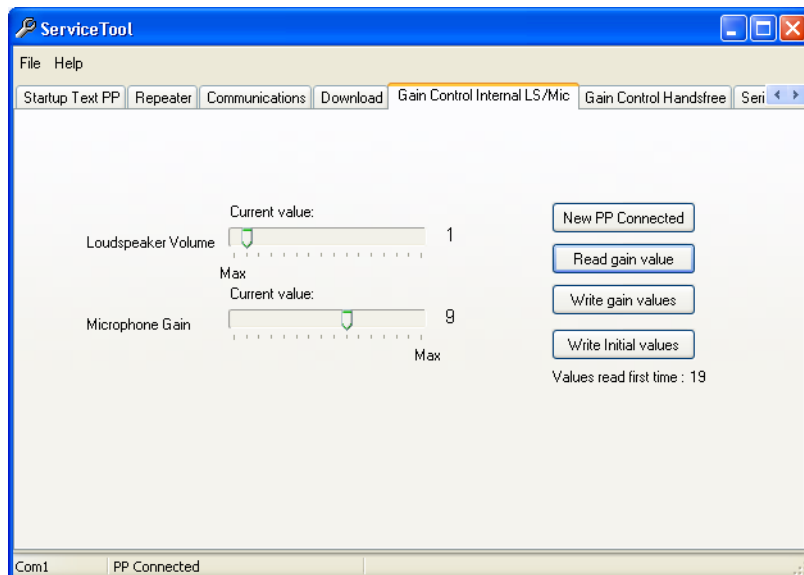 ServiceTool
File Help
Startup Text PP Repeater Communications Download Gain Control Internal LS/Mic Gain Control Handsfree Seri
Current value:
Loudspeaker Volume 1
Max
Current value:
Microphone Gain 9
Max
New PP Connected
Read gain value
Write gain values
Write Initial values
Values read first time : 19
Com1 PP Connected